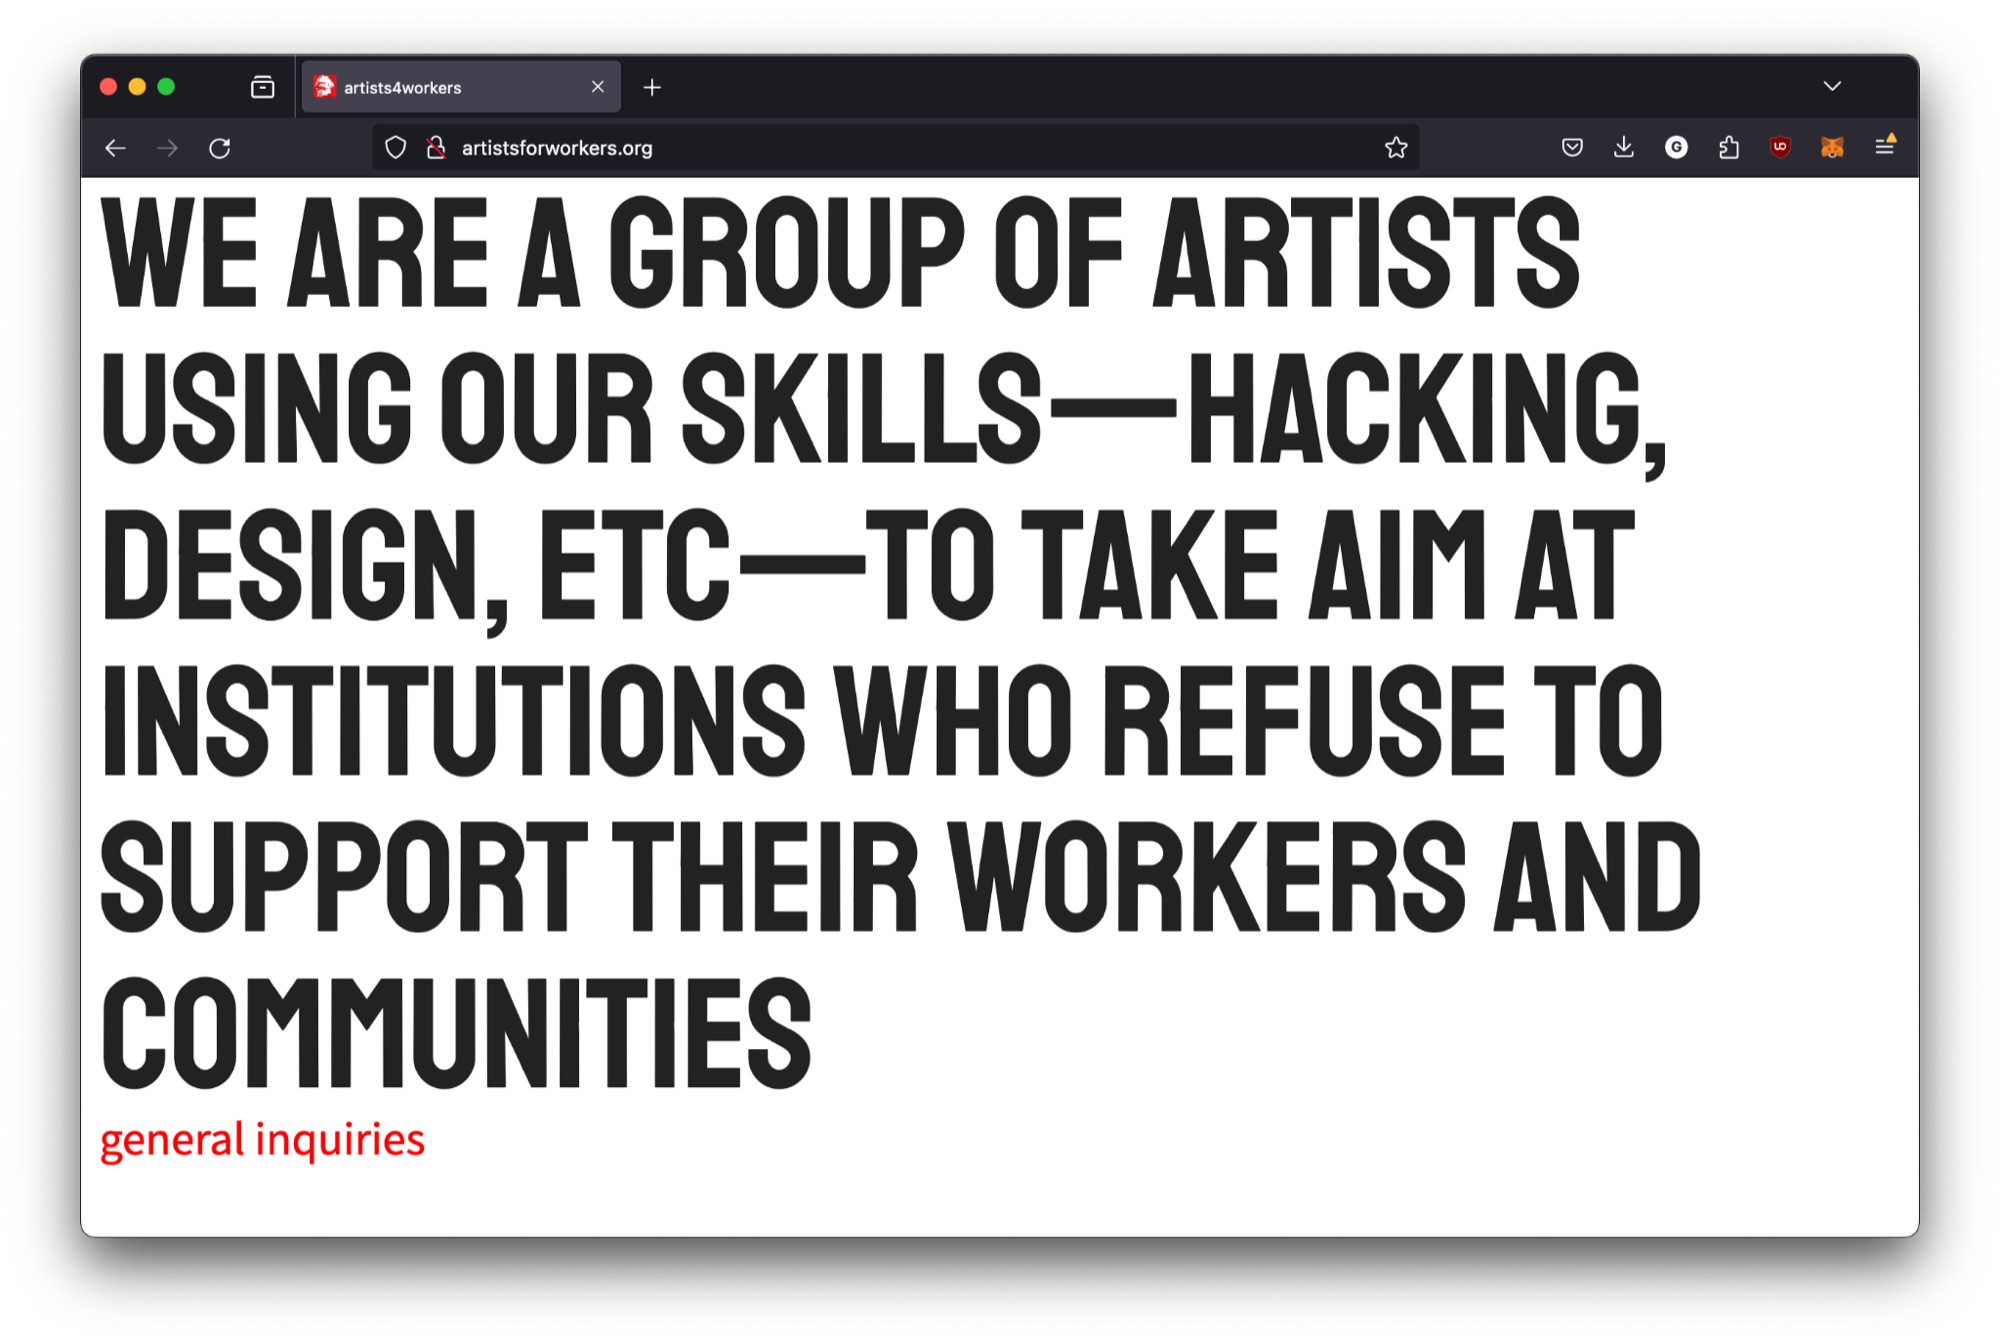 artists4workers
artistsforworkers.org
WE ARE A GROUP OF ARTISTS
USING OUR SKILLS—HACKING,
DESIGN, ETC—TO TAKE AIM AT
INSTITUTIONS WHO REFUSE TO
SUPPORT THEIR WORKERS AND
COMMUNITIES
general inquiries